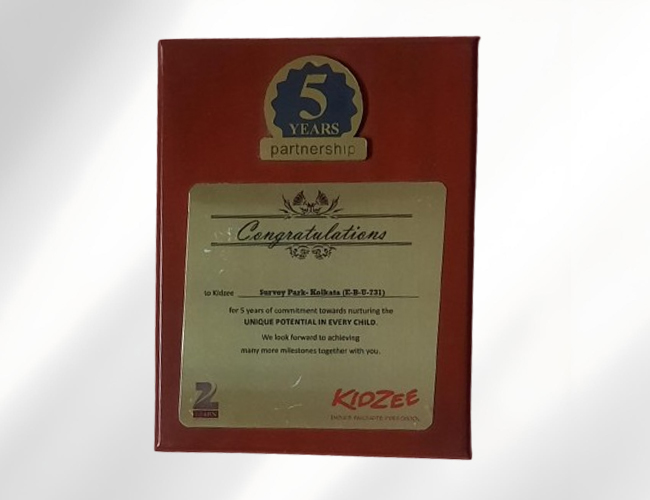 5
YEARS
partnership
Congratulations
to Kidzee Survey Park- Kolkata (E-B-U-731)
for 5 years of commitment towards nurturing the
UNIQUE POTENTIAL IN EVERY CHILD.
We look forward to achieving
many more milestones together with you.
Z
KIDZEE